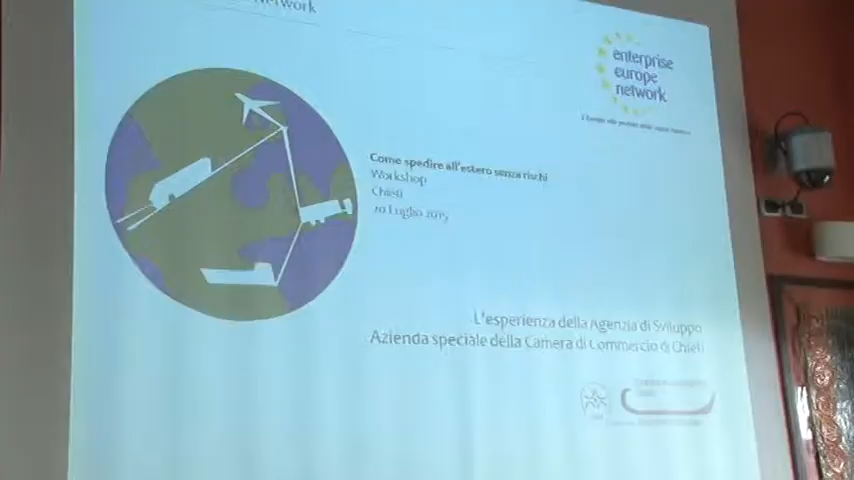 Network
enterprise
europe
network
Come spedire all'estero senza rischi
Workshop
Chieti
20 Luglio 2015
L'esperienza della Agenzia di Sviluppo
Azienda speciale della Camera di Commercio di Chieti